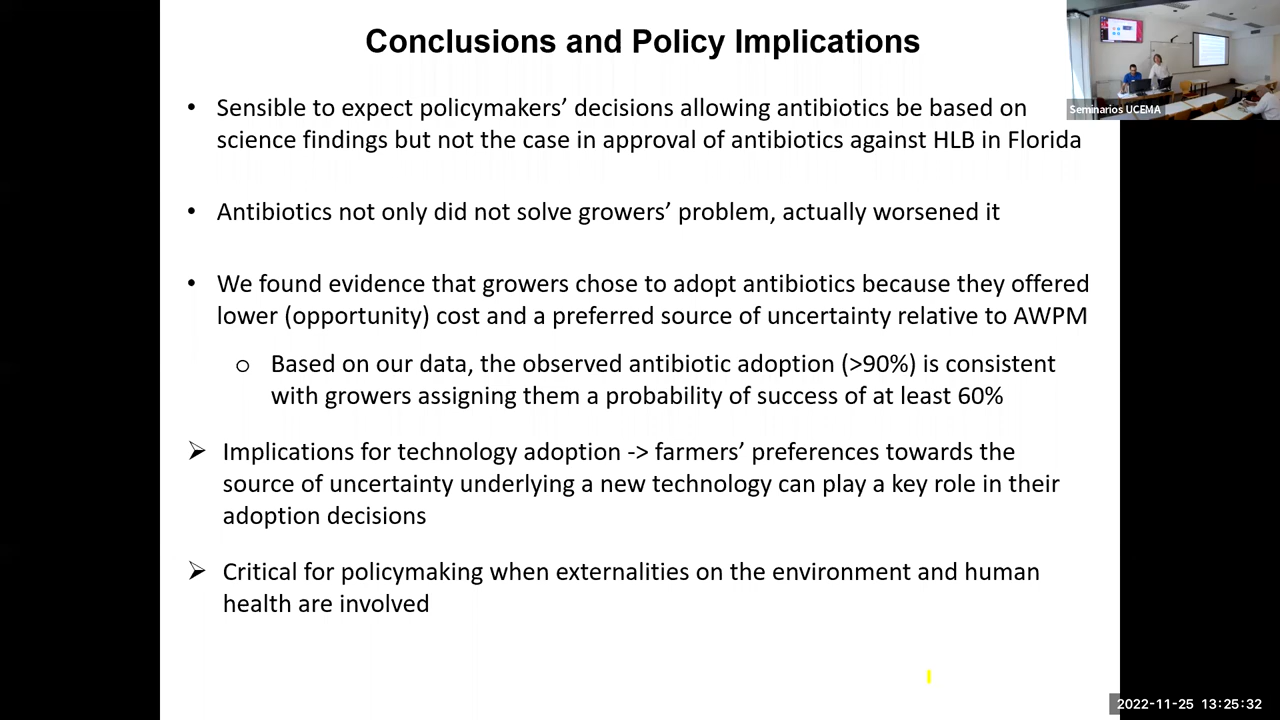 Conclusions and Policy Implications
Seminarios UCEMA
• Sensible to expect policymakers’ decisions allowing antibiotics be based on
science findings but not the case in approval of antibiotics against HLB in Florida
• Antibiotics not only did not solve growers’ problem, actually worsened it
• We found evidence that growers chose to adopt antibiotics because they offered
lower (opportunity) cost and a preferred source of uncertainty relative to AWPM
o Based on our data, the observed antibiotic adoption (>90%) is consistent
with growers assigning them a probability of success of at least 60%
➢ Implications for technology adoption -> farmers’ preferences towards the
source of uncertainty underlying a new technology can play a key role in their
adoption decisions
➢ Critical for policymaking when externalities on the environment and human
health are involved
2022-11-25 13:25:32